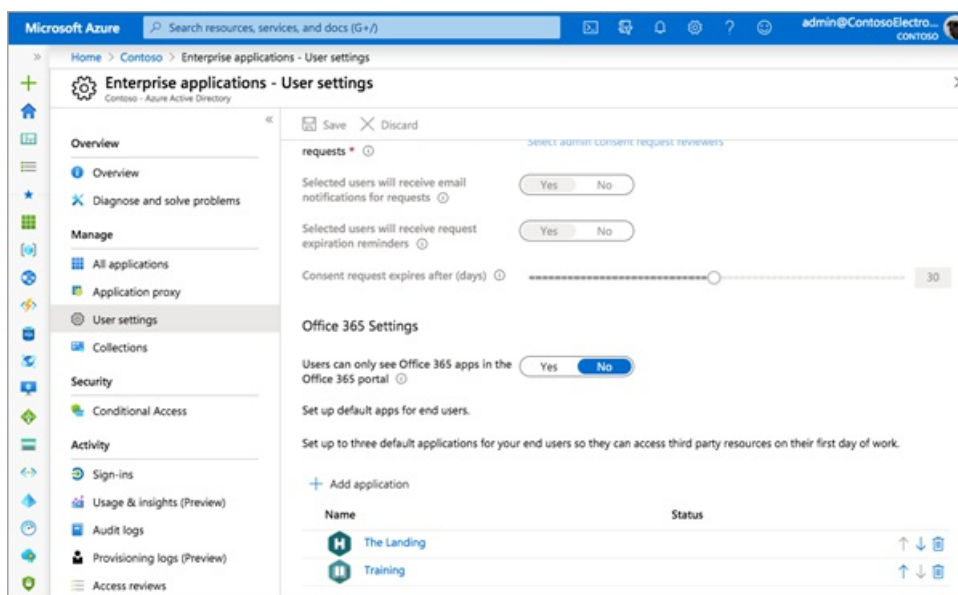 Microsoft Azure
Search resources, services, and docs (G+/)
admin@ContosoElectro...
CONTOSO
Home > Contoso > Enterprise applications - User settings
Enterprise applications - User settings
Contoso - Azure Active Directory
Save
Discard
Overview
Overview
Diagnose and solve problems
Manage
All applications
Application proxy
User settings
Collections
Security
Conditional Access
Activity
Sign-ins
Usage & insights (Preview)
Audit logs
Provisioning logs (Preview)
Access reviews
requests *
Select admin consent request reviewers
Selected users will receive email
notifications for requests
Yes No
Selected users will receive request
expiration reminders
Yes No
Consent request expires after (days)
30
Office 365 Settings
Users can only see Office 365 apps in the
Office 365 portal
Yes No
Set up default apps for end users.
Set up to three default applications for your end users so they can access third party resources on their first day of work.
Add application
Name Status
The Landing
Training